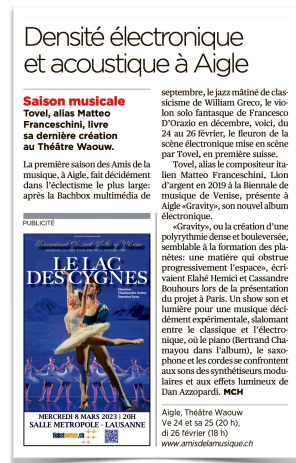 Densité électronique
et acoustique à Aigle
Saison musicale
Tovel, alias Matteo
Franceschini, livre
sa dernière création
au Théâtre Waouw.
La première saison des Amis de la
musique, à Aigle, fait décidément
dans l'éclectisme le plus large:
après la Bachbox multimédia de
septembre, le jazz mâtiné de clas-
sicisme de William Greco, le vio-
lon solo fantasque de Francesco
D'Orazio en décembre, voici, du
24 au 26 février, le fleuron de la
scène électronique mise en scène
par Tovel, en première suisse.
Tovel, alias le compositeur ita-
lien Matteo Franceschini, Lion
d'argent en 2019 à la Biennale de
musique de Venise, présente à
Aigle «Gravity», son nouvel album
électronique.
«Gravity», ou la création d'une
polyrythmie dense et bouleversée,
semblable à la formation des pla-
nètes: une matière qui obstrue
progressivement l'espace», écri-
vaient Elahé Hemici et Cassandre
Bouhours lors de la présentation
du projet à Paris. Un show son et
lumière pour une musique déci-
dément expérimentale, slalomant
entre le classique et l'électro-
nique, où le piano (Bertrand Cha-
mayou dans l'album), le saxo-
phone et les cordes se confrontent
aux sons des synthétiseurs modu-
laires et aux effets lumineux de
Dan Azzopardi. MCH
Aigle, Théâtre Waouw
Ve 24 et sa 25 (20 h),
di 26 février (18 h)
www.amisdelamusique.ch
PUBLICITÉ
LE LAC
DES CYGNES
MERCREDI 8 MARS 2023 | 20H
SALLE METROPOLE - LAUSANNE
ticketcorner.ch